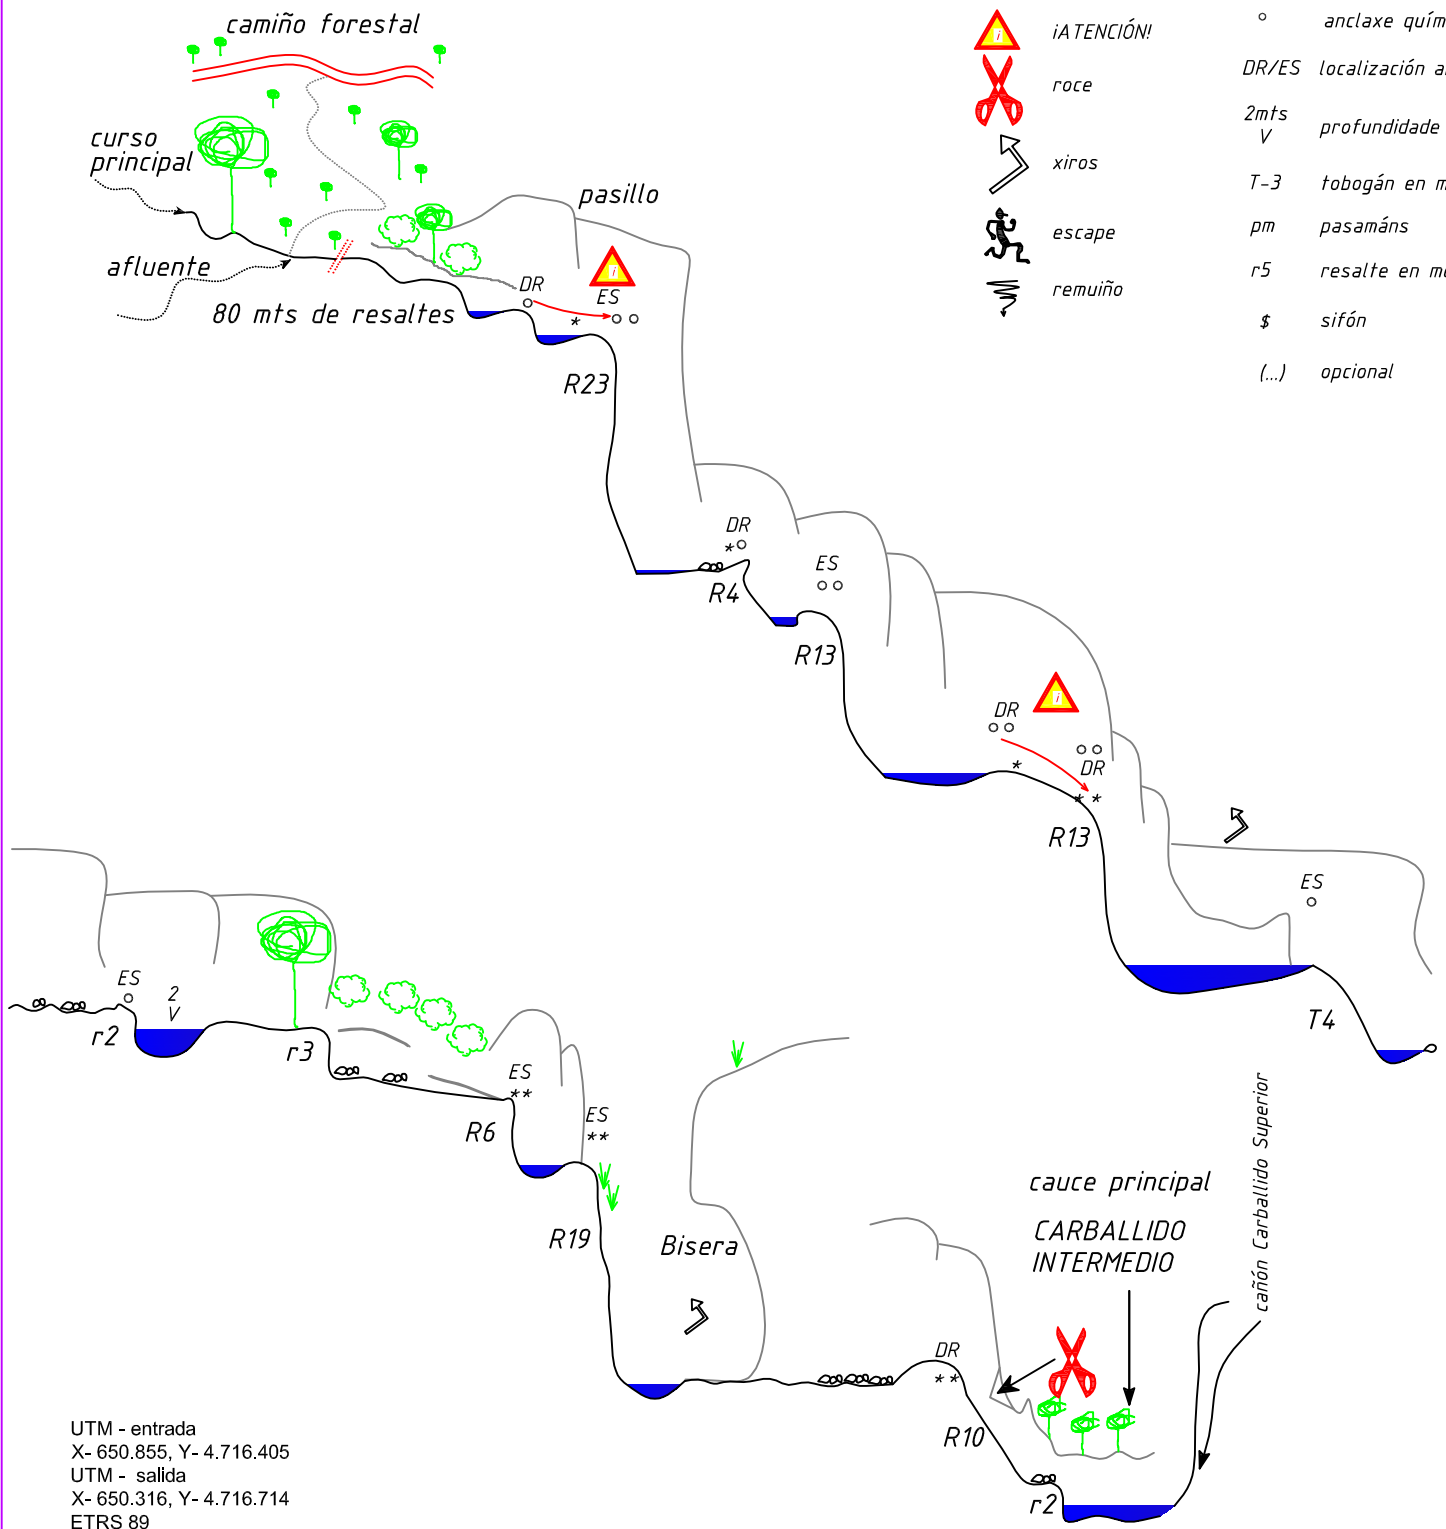 camiño forestal
¡ATENCIÓN!
roce
xiros
escape
remuiño
anclaxe quím
DR/ES localización a
2mts
V
profundidade
T-3 tobogán en m
pm pasamáns
r5 resalte en m
$ sifón
(...) opcional
curso
principal
afluente
80 mts de resaltes
pasillo
DR
ES
*
R23
DR
*
R4
ES
R13
DR
*
DR
* *
R13
ES
T4
ES
2
V
r2
r3
ES
**
R6
ES
**
R19
Bisera
DR
* *
R10
r2
cauce principal
CARBALLIDO
INTERMEDIO
cañón Carballido Superior
UTM - entrada
X- 650.855, Y- 4.716.405
UTM - salida
X- 650.316, Y- 4.716.714
ETRS 89